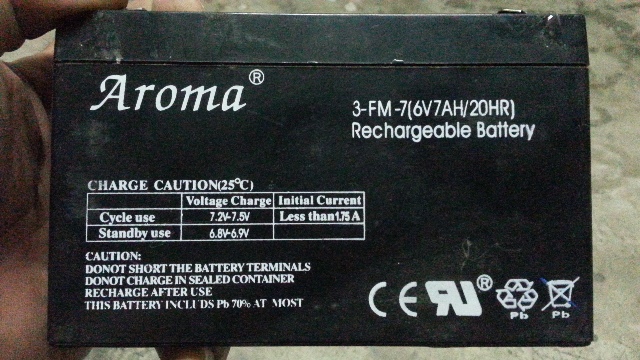 Aroma®
3-FM-7(6V7AH/20HR)
Rechargeable Battery
CHARGE CAUTION(25°C)
Voltage Charge Initial Current
Cycle use 7.2V-7.5V Less than1.75 A
Standby use 6.8V-6.9V
CAUTION:
DONOT SHORT THE BATTERY TERMINALS
DONOT CHARGE IN SEALED CONTAINER
RECHARGE AFTER USE
THIS BATTERY INCLUDS Pb 70% AT MOST
CE RU® Pb Pb